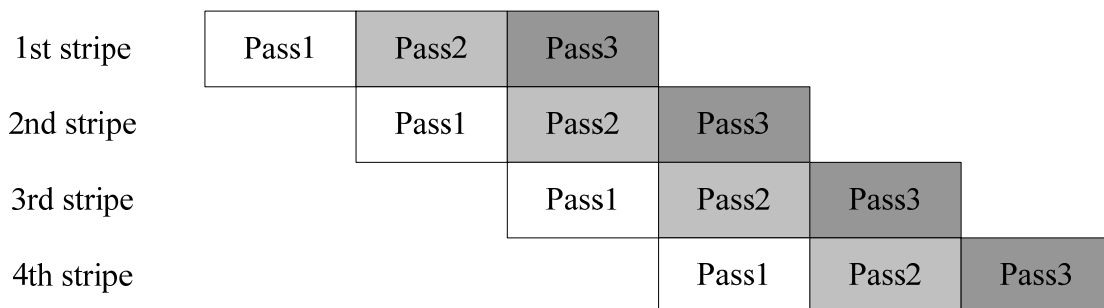 1st stripe Pass1 Pass2 Pass3
2nd stripe Pass1 Pass2 Pass3
3rd stripe Pass1 Pass2 Pass3
4th stripe Pass1 Pass2 Pass3